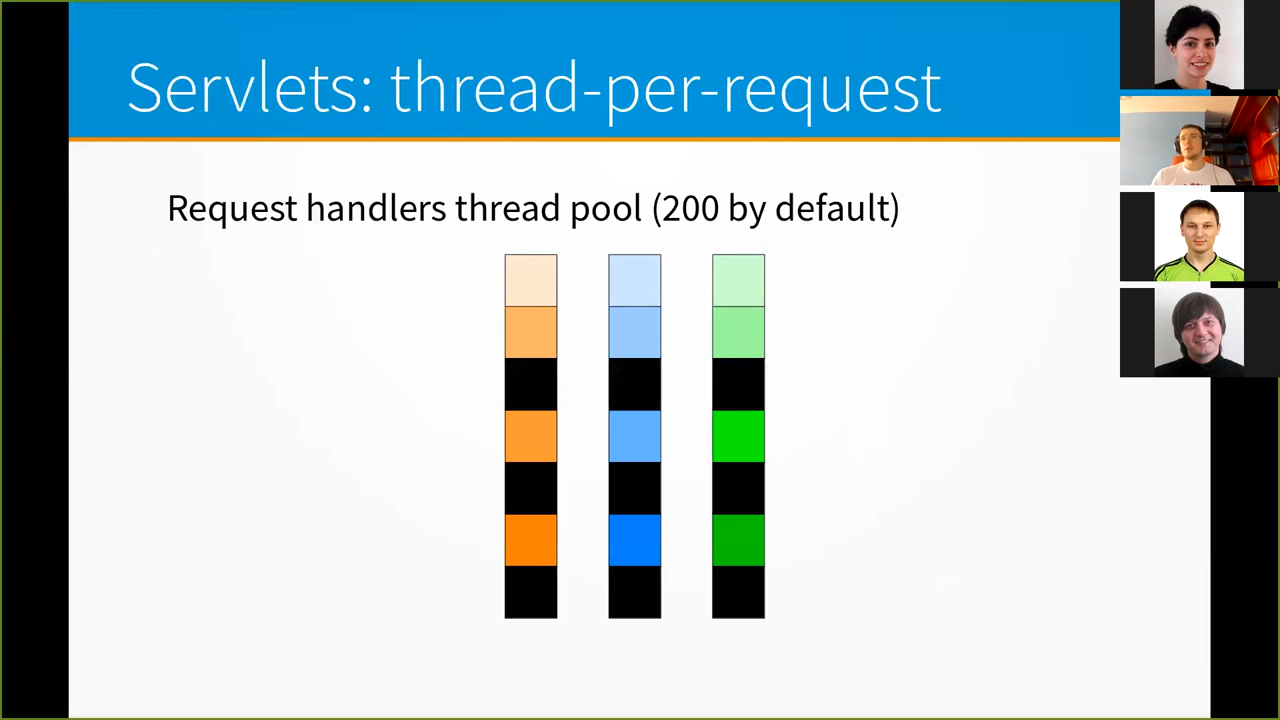 Servlets: thread-per-request
Request handlers thread pool (200 by default)